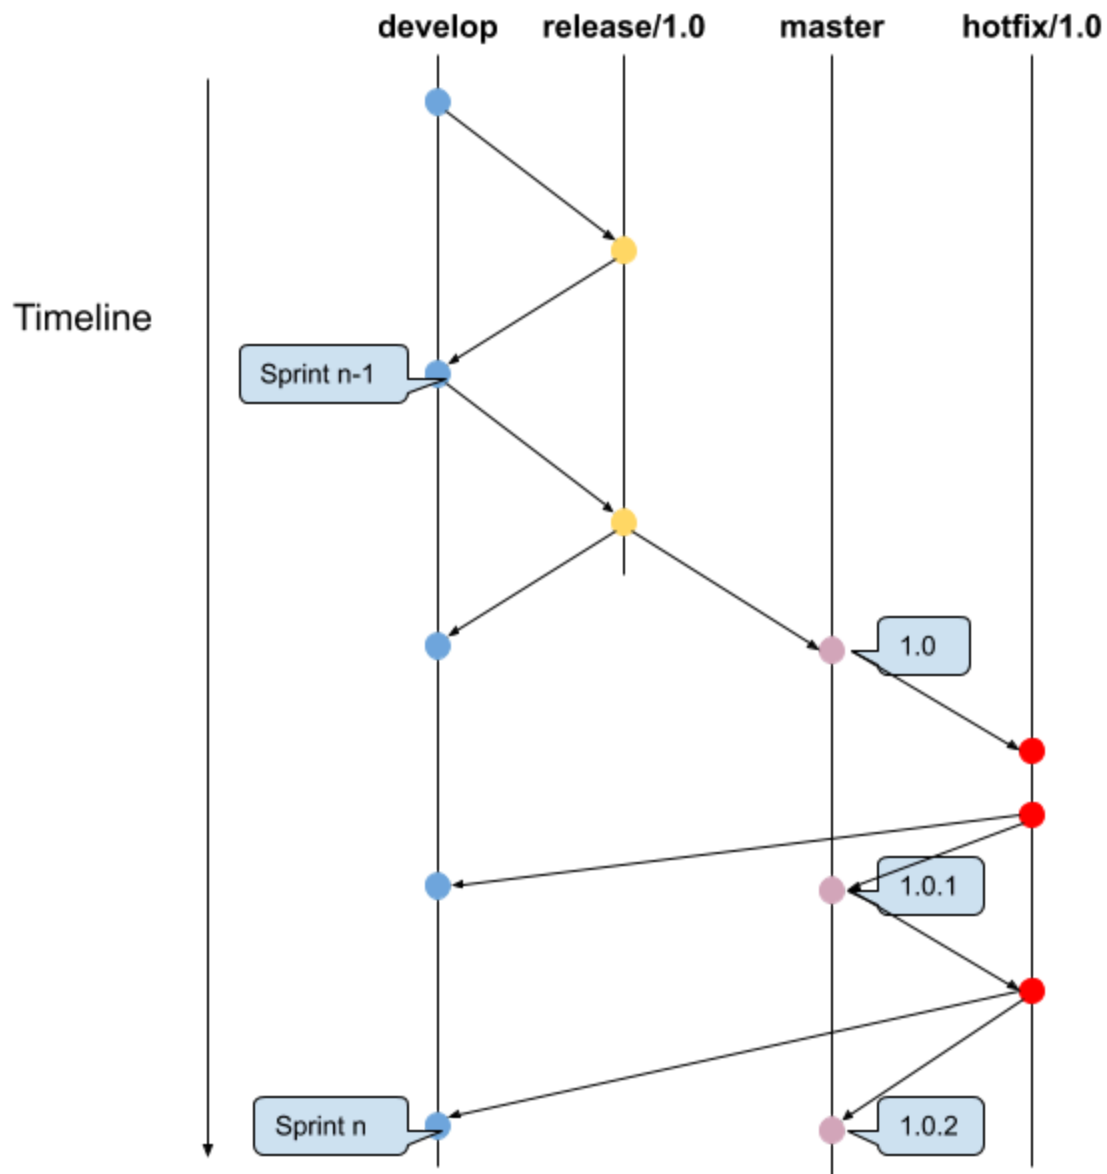 develop release/1.0 master hotfix/1.0
Timeline
Sprint n-1
1.0
1.0.1
Sprint n
1.0.2